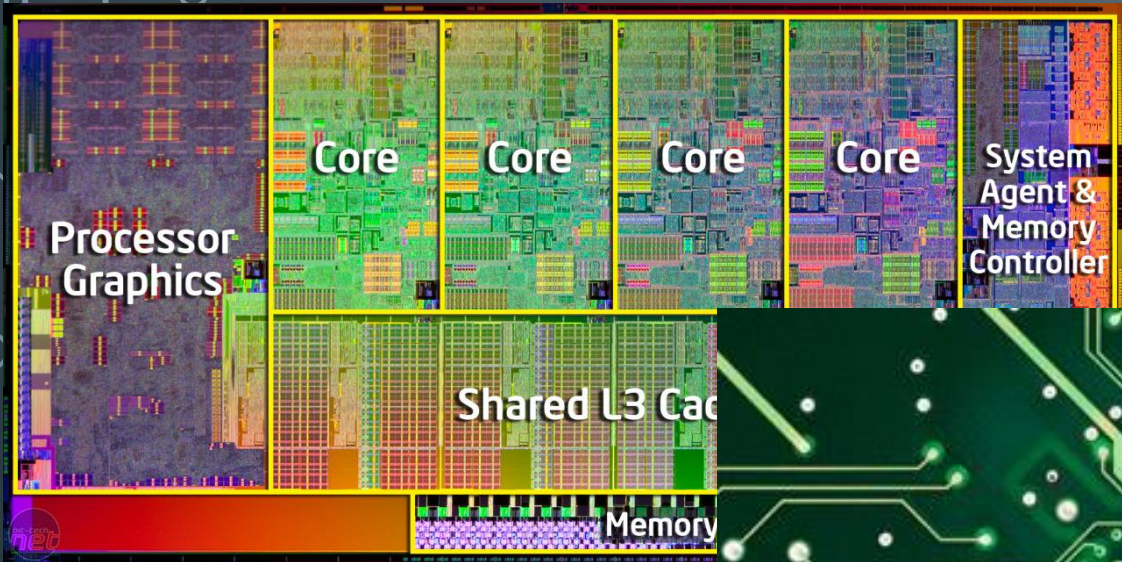 Processor
Graphics
Core
Core
Core
Core
System
Agent &
Memory
Controller
Shared L3 Cac
Memory
bit-tech
net